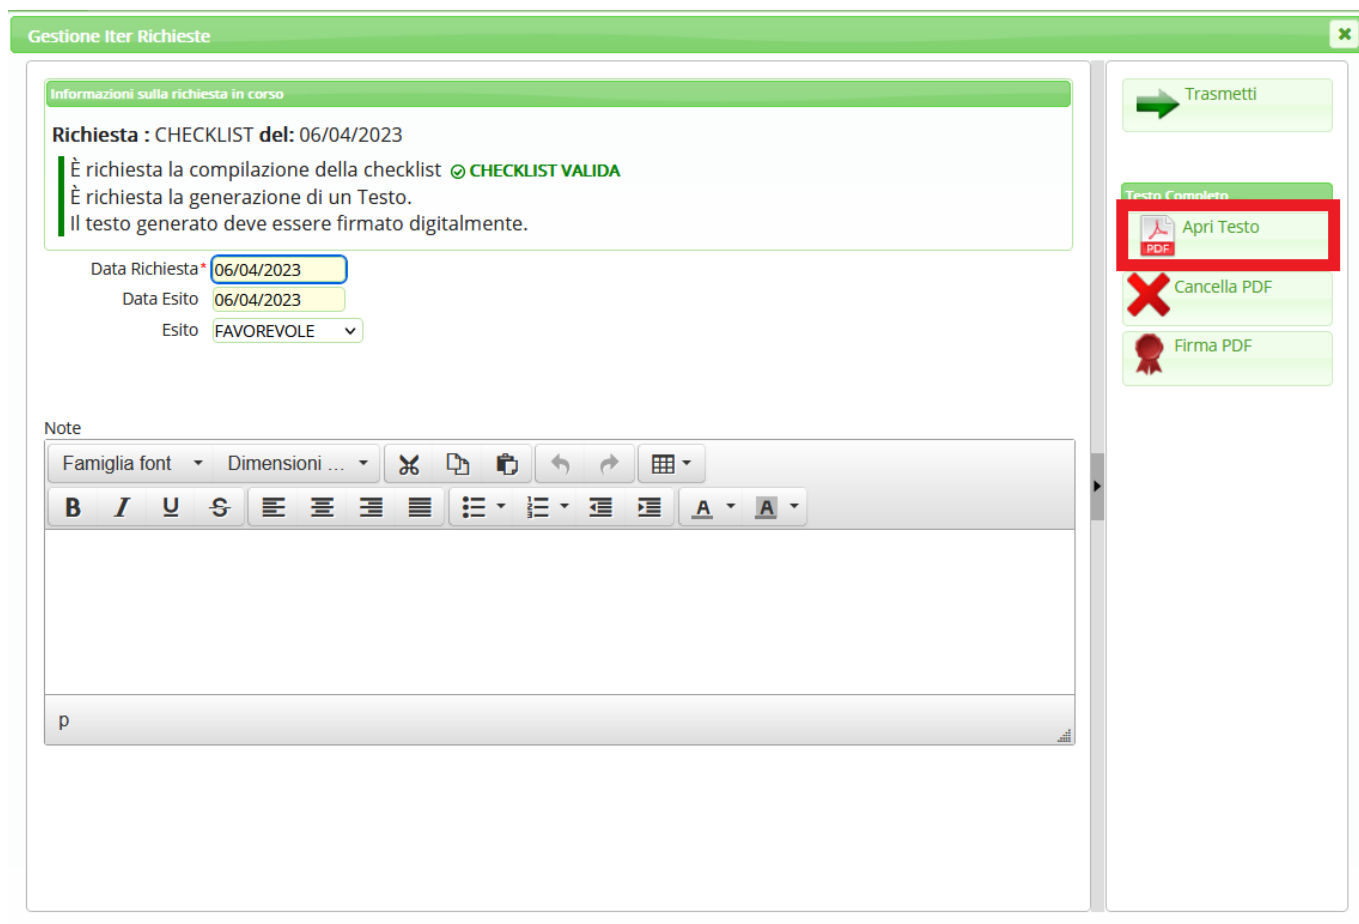 Gestione Iter Richieste
Informazioni sulla richiesta in corso
Richiesta : CHECKLIST del: 06/04/2023
È richiesta la compilazione della checklist CHECKLIST VALIDA
È richiesta la generazione di un Testo.
Il testo generato deve essere firmato digitalmente.
Data Richiesta* 06/04/2023
Data Esito 06/04/2023
Esito FAVOREVOLE
Note
Famiglia font Dimensioni ...
B I U S A A
p
Trasmetti
Testo Completo
PDF Apri Testo
Cancella PDF
Firma PDF